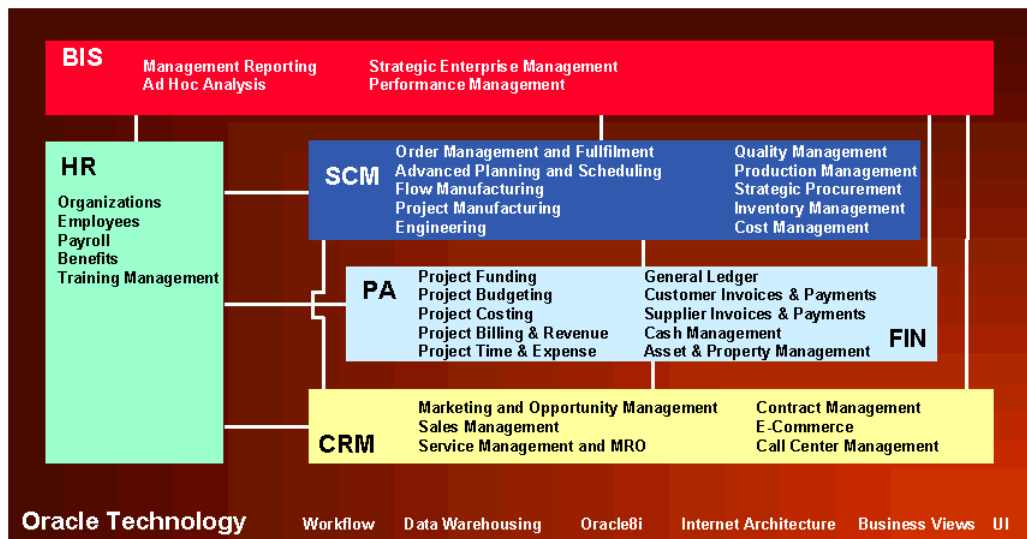 BIS
Management Reporting
Ad Hoc Analysis
Strategic Enterprise Management
Performance Management
HR
Organizations
Employees
Payroll
Benefits
Training Management
SCM
Order Management and Fullfilment
Advanced Planning and Scheduling
Flow Manufacturing
Project Manufacturing
Engineering
Quality Management
Production Management
Strategic Procurement
Inventory Management
Cost Management
PA
Project Funding
Project Budgeting
Project Costing
Project Billing & Revenue
Project Time & Expense
General Ledger
Customer Invoices & Payments
Supplier Invoices & Payments
Cash Management
Asset & Property Management
FIN
CRM
Marketing and Opportunity Management
Sales Management
Service Management and MRO
Contract Management
E-Commerce
Call Center Management
Oracle Technology
Workflow
Data Warehousing
Oracle8i
Internet Architecture
Business Views
UI